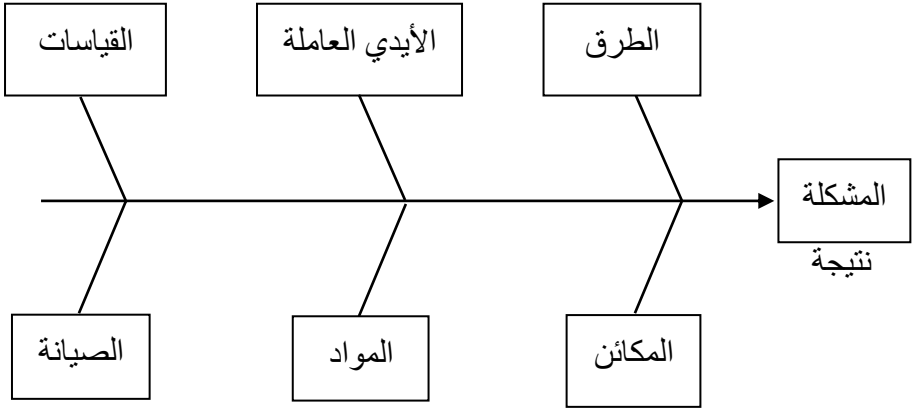 الطرق
الأيدي العاملة
القياسات
المشكلة
نتيجة
المكائن
المواد
الصيانة